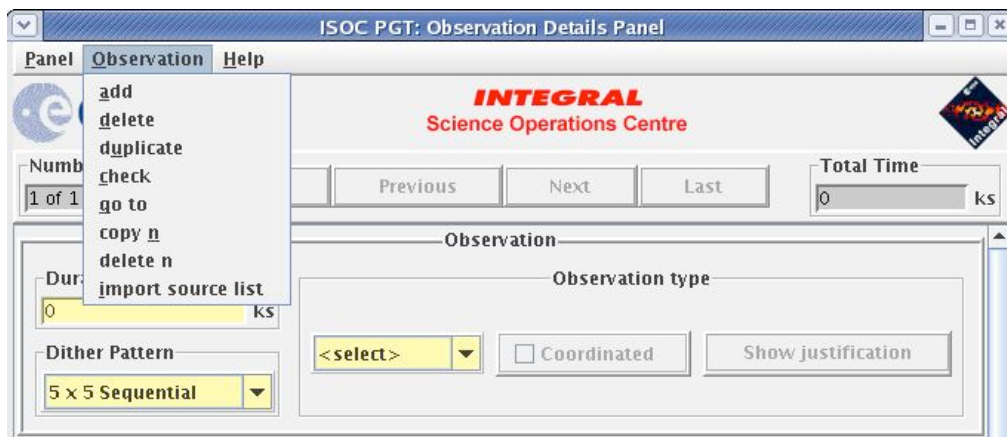 ISOC PGT: Observation Details Panel
Panel Observation Help
add
delete
duplicate
check
go to
copy n
delete n
import source list
INTEGRAL
Science Operations Centre
Integral
1 of 1
Previous Next Last
Total Time
0 ks
Observation
0 ks
Dither Pattern
5 x 5 Sequential
Observation type
<select>
Coordinated
Show justification